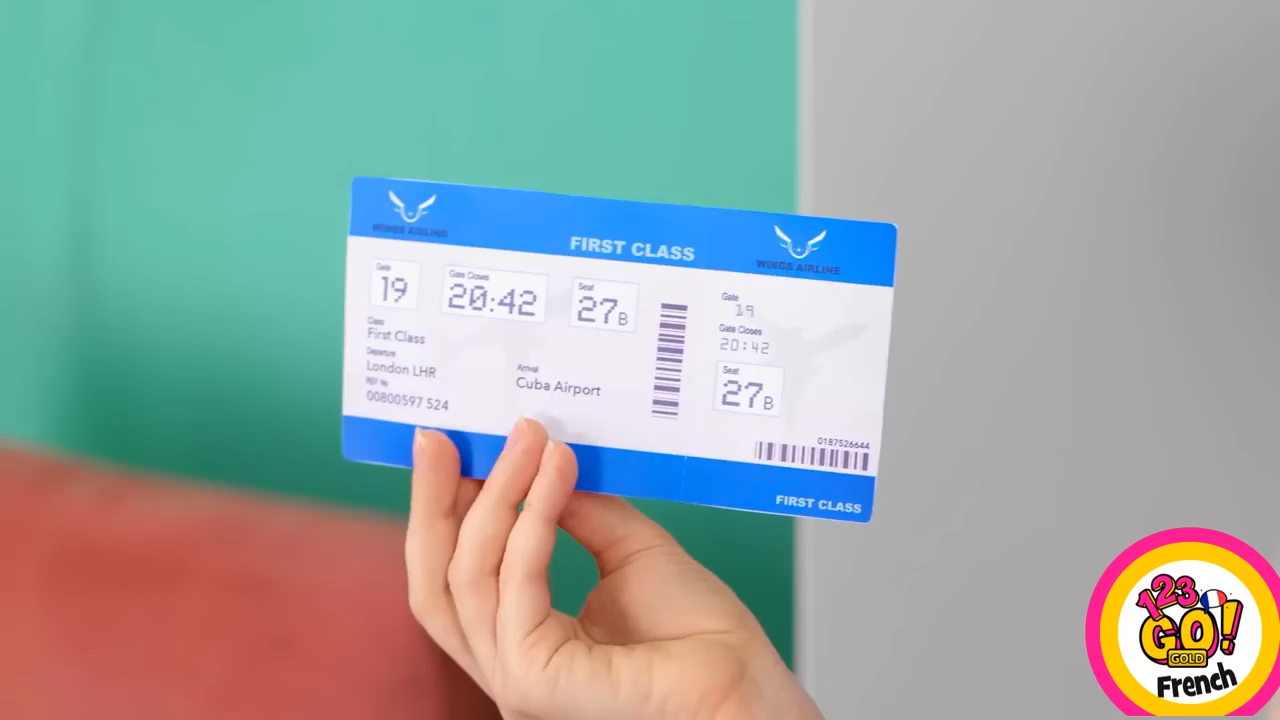 WINGS AIRLINE
FIRST CLASS
WINGS AIRLINE
Gate
19
Gate Closes
20:42
Seat
27B
Class
First Class
Departure
London LHR
REF No
00800597 524
Arrival
Cuba Airport
Gate
19
Gate Closes
20:42
Seat
27B
0187526644
FIRST CLASS
123
GO!
GOLD
French